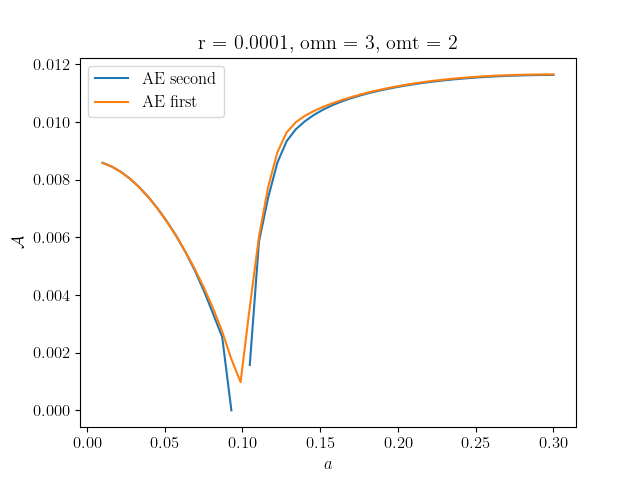 r = 0.0001, omn = 3, omt = 2
AE second
AE first
0.012
0.010
0.008
0.006
0.004
0.002
0.000
𝒜
0.00 0.05 0.10 0.15 0.20 0.25 0.30
a